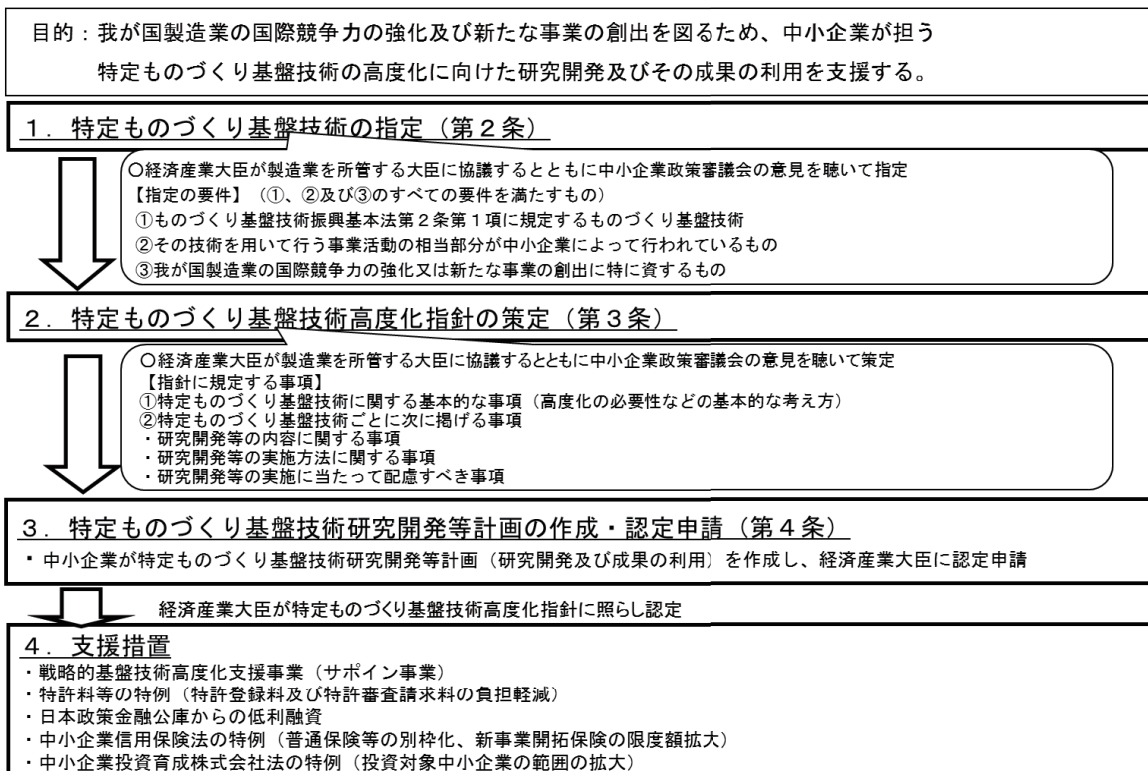 目的：我が国製造業の国際競争力の強化及び新たな事業の創出を図るため、中小企業が担う
特定ものづくり基盤技術の高度化に向けた研究開発及びその成果の利用を支援する。
１．特定ものづくり基盤技術の指定（第２条）
〇経済産業大臣が製造業を所管する大臣に協議するとともに中小企業政策審議会の意見を聴いて指定
【指定の要件】（①、②及び③のすべての要件を満たすもの）
①ものづくり基盤技術振興基本法第２条第１項に規定するものづくり基盤技術
②その技術を用いて行う事業活動の相当部分が中小企業によって行われているもの
③我が国製造業の国際競争力の強化又は新たな事業の創出に特に資するもの
２．特定ものづくり基盤技術高度化指針の策定（第３条）
〇経済産業大臣が製造業を所管する大臣に協議するとともに中小企業政策審議会の意見を聴いて策定
【指針に規定する事項】
①特定ものづくり基盤技術に関する基本的な事項（高度化の必要性などの基本的な考え方）
②特定ものづくり基盤技術ごとに次に掲げる事項
・研究開発等の内容に関する事項
・研究開発等の実施方法に関する事項
・研究開発等の実施に当たって配慮すべき事項
３．特定ものづくり基盤技術研究開発等計画の作成・認定申請（第４条）
・中小企業が特定ものづくり基盤技術研究開発等計画（研究開発及び成果の利用）を作成し、経済産業大臣に認定申請
経済産業大臣が特定ものづくり基盤技術高度化指針に照らし認定
４．支援措置
・戦略的基盤技術高度化支援事業（サポイン事業）
・特許料等の特例（特許登録料及び特許審査請求料の負担軽減）
・日本政策金融公庫からの低利融資
・中小企業信用保険法の特例（普通保険等の別枠化、新事業開拓保険の限度額拡大）
・中小企業投資育成株式会社法の特例（投資対象中小企業の範囲の拡大）